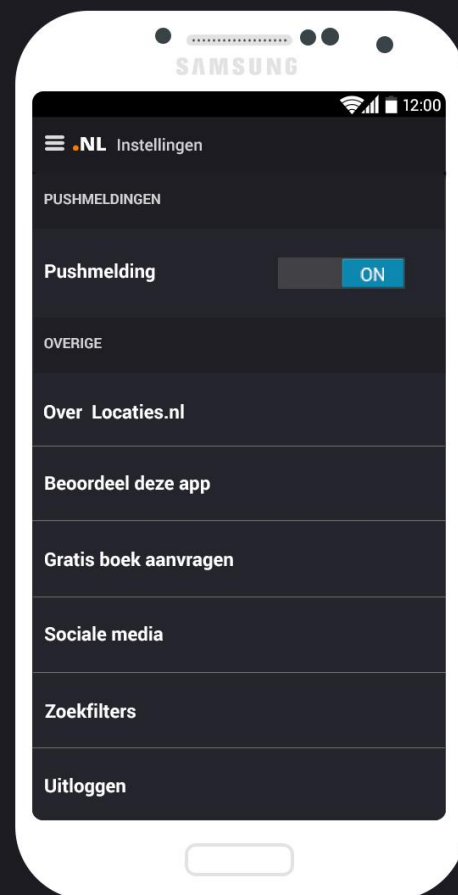 SAMSUNG
12:00
.NL Instellingen
PUSHMELDINGEN
Pushmelding ON
OVERIGE
Over Locaties.nl
Beoordeel deze app
Gratis boek aanvragen
Sociale media
Zoekfilters
Uitloggen